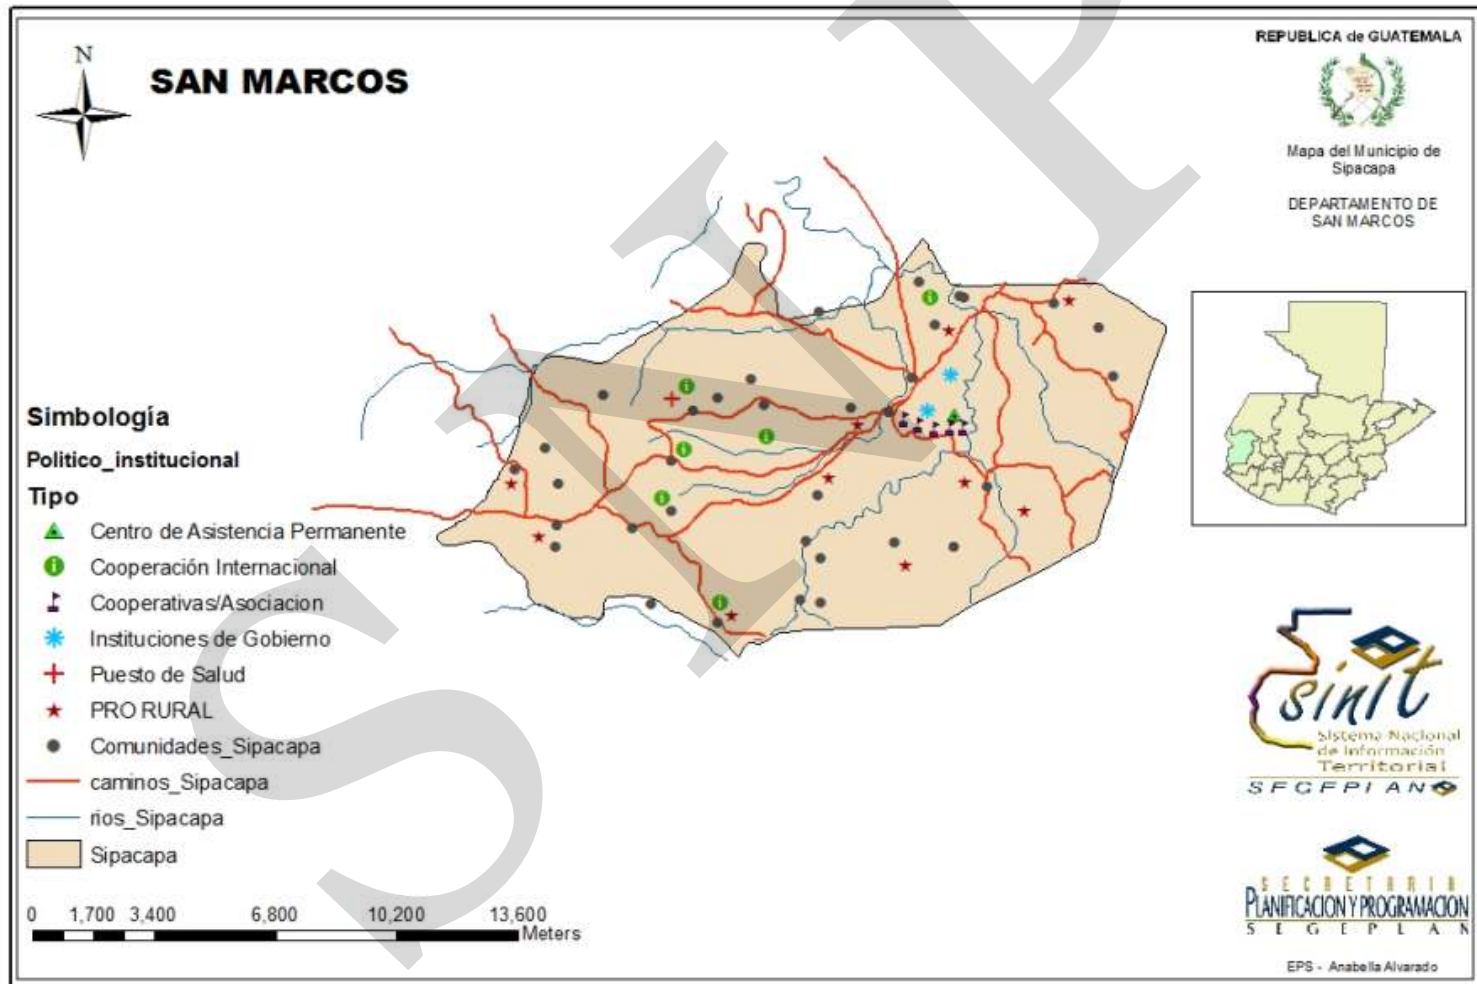 N
SAN MARCOS
REPUBLICA de GUATEMALA
Mapa del Municipio de
Sipacapa
DEPARTAMENTO DE
SAN MARCOS
Simbología
Politico_institucional
Tipo
Centro de Asistencia Permanente
Cooperación Internacional
Cooperativas/Asociacion
Instituciones de Gobierno
Puesto de Salud
PRO RURAL
Comunidades_Sipacapa
caminos_Sipacapa
rios_Sipacapa
Sipacapa
0 1,700 3,400 6,800 10,200 13,600
Meters
sinit
Sistema Nacional
de Información
Territorial
SEGEPLAN
SECRETARIA
PLANIFICACION Y PROGRAMACION
SEGEPLAN
EPS - Anabella Alvarado